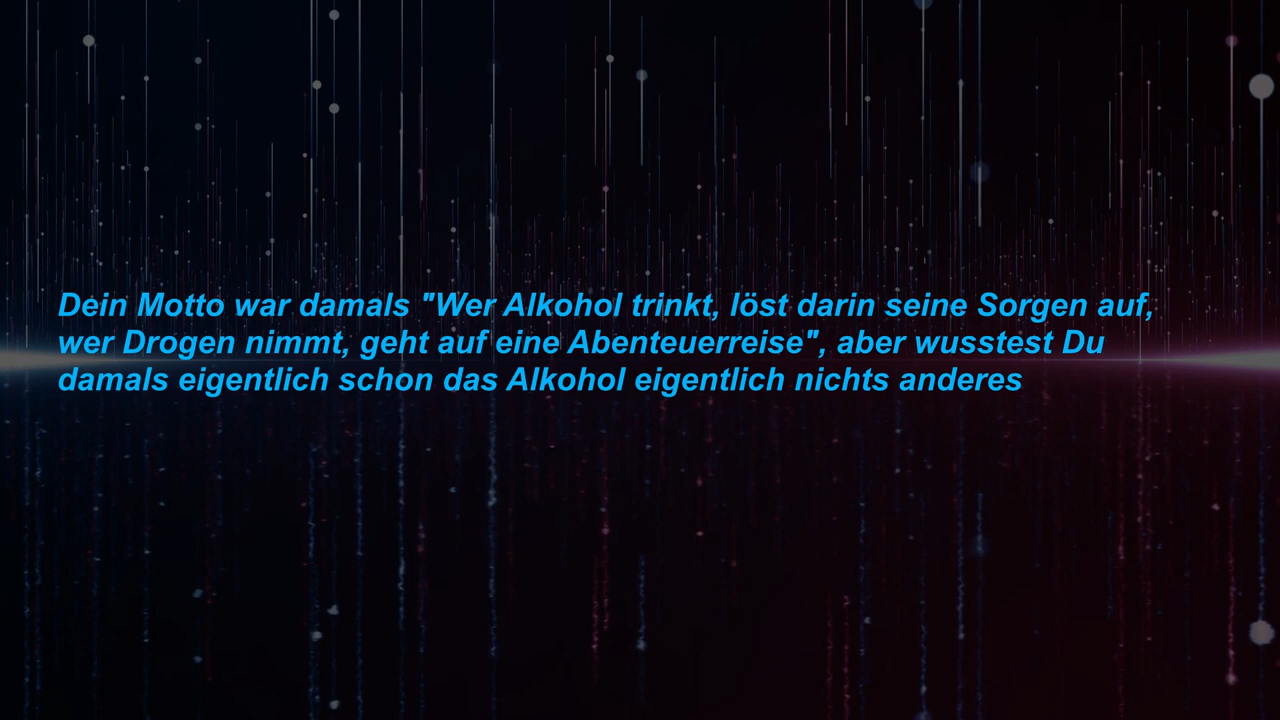 Dein Motto war damals "Wer Alkohol trinkt, löst darin seine Sorgen auf,
wer Drogen nimmt, geht auf eine Abenteuerreise", aber wusstest Du
damals eigentlich schon das Alkohol eigentlich nichts anderes